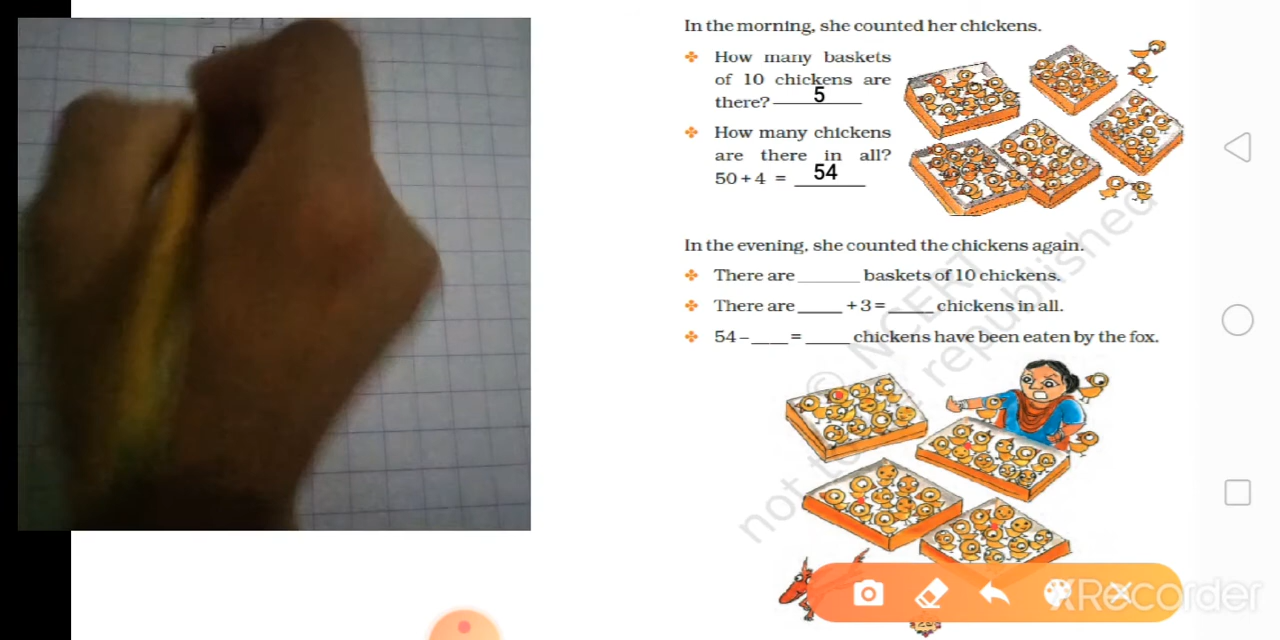 In the morning, she counted her chickens.
❖ How many baskets
of 10 chickens are
there? 5
❖ How many chickens
are there in all?
50 + 4 = 54
In the evening, she counted the chickens again.
❖ There are ______ baskets of 10 chickens.
❖ There are _____ + 3 = _____ chickens in all.
❖ 54 – ____ = _____ chickens have been eaten by the fox.
© NCERT
not to be republished
XRecorder